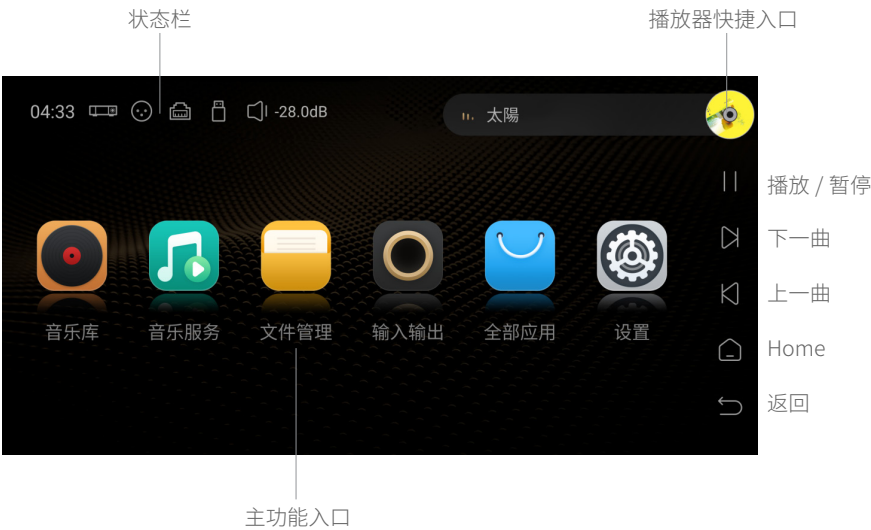 状态栏
播放器快捷入口
04:33
-28.0dB
太陽
播放 / 暂停
下一曲
上一曲
音乐库
音乐服务
文件管理
输入输出
全部应用
设置
Home
返回
主功能入口